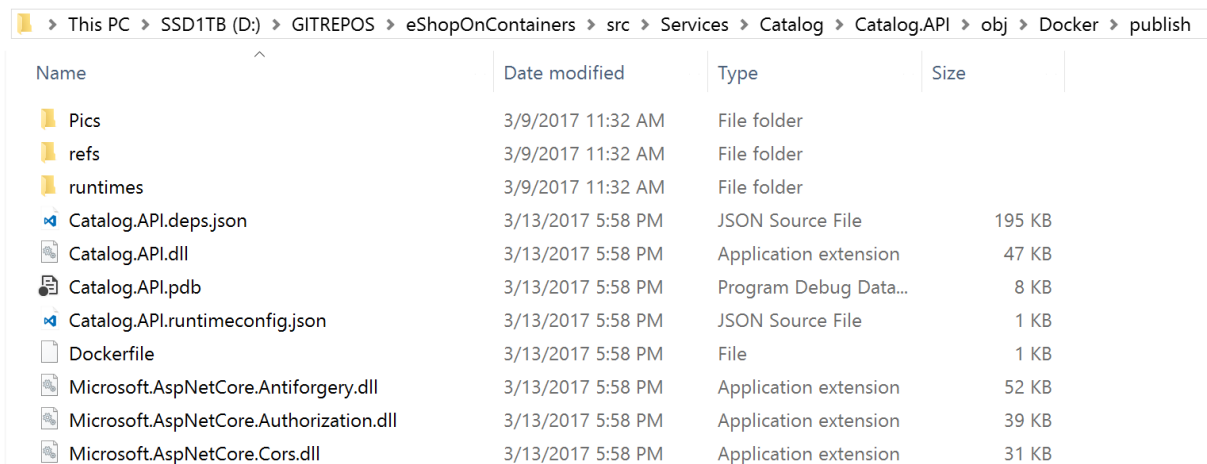 This PC > SSD1TB (D:) > GITREPOS > eShopOnContainers > src > Services > Catalog > Catalog.API > obj > Docker > publish
Name Date modified Type Size
Pics 3/9/2017 11:32 AM File folder
refs 3/9/2017 11:32 AM File folder
runtimes 3/9/2017 11:32 AM File folder
Catalog.API.deps.json 3/13/2017 5:58 PM JSON Source File 195 KB
Catalog.API.dll 3/13/2017 5:58 PM Application extension 47 KB
Catalog.API.pdb 3/13/2017 5:58 PM Program Debug Data... 8 KB
Catalog.API.runtimeconfig.json 3/13/2017 5:58 PM JSON Source File 1 KB
Dockerfile 3/13/2017 5:58 PM File 1 KB
Microsoft.AspNetCore.Antiforgery.dll 3/13/2017 5:58 PM Application extension 52 KB
Microsoft.AspNetCore.Authorization.dll 3/13/2017 5:58 PM Application extension 39 KB
Microsoft.AspNetCore.Cors.dll 3/13/2017 5:58 PM Application extension 31 KB